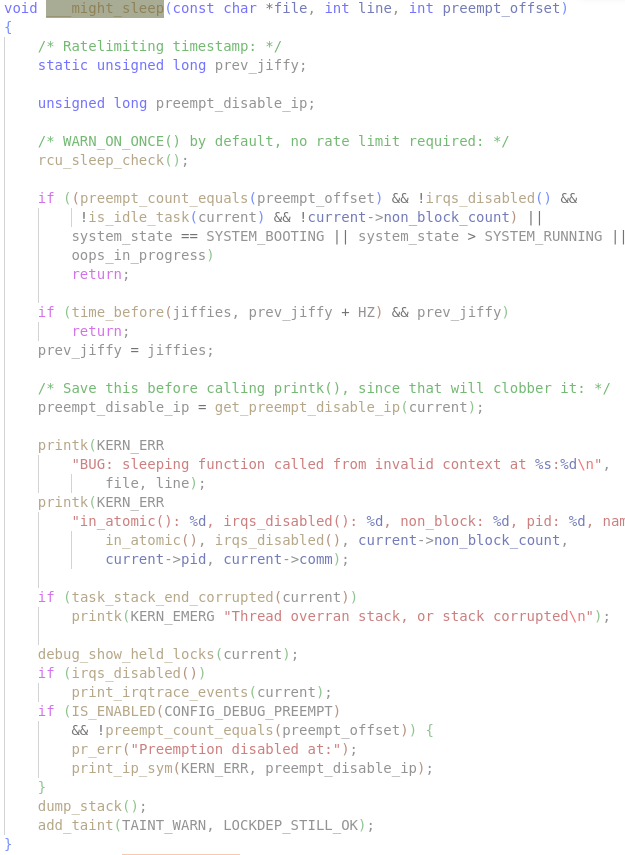 void ___might_sleep(const char *file, int line, int preempt_offset)
{
/* Ratelimiting timestamp: */
static unsigned long prev_jiffy;
unsigned long preempt_disable_ip;
/* WARN_ON_ONCE() by default, no rate limit required: */
rcu_sleep_check();
if ((preempt_count_equals(preempt_offset) && !irqs_disabled() &&
!is_idle_task(current) && !current->non_block_count) ||
system_state == SYSTEM_BOOTING || system_state > SYSTEM_RUNNING ||
oops_in_progress)
return;
if (time_before(jiffies, prev_jiffy + HZ) && prev_jiffy)
return;
prev_jiffy = jiffies;
/* Save this before calling printk(), since that will clobber it: */
preempt_disable_ip = get_preempt_disable_ip(current);
printk(KERN_ERR
"BUG: sleeping function called from invalid context at %s:%d\n",
file, line);
printk(KERN_ERR
"in_atomic(): %d, irqs_disabled(): %d, non_block: %d, pid: %d, nam
in_atomic(), irqs_disabled(), current->non_block_count,
current->pid, current->comm);
if (task_stack_end_corrupted(current))
printk(KERN_EMERG "Thread overran stack, or stack corrupted\n");
debug_show_held_locks(current);
if (irqs_disabled())
print_irqtrace_events(current);
if (IS_ENABLED(CONFIG_DEBUG_PREEMPT)
&& !preempt_count_equals(preempt_offset)) {
pr_err("Preemption disabled at:");
print_ip_sym(KERN_ERR, preempt_disable_ip);
}
dump_stack();
add_taint(TAINT_WARN, LOCKDEP_STILL_OK);
}